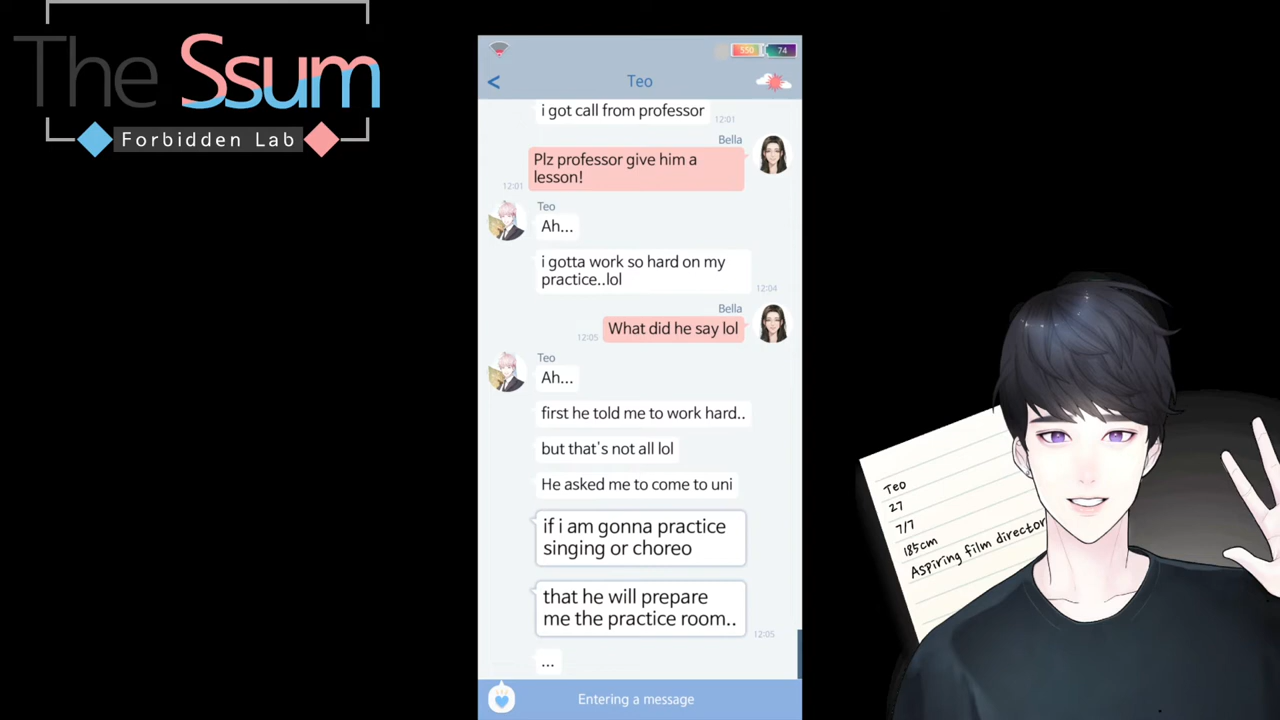 The Ssum
Forbidden Lab
550
74
<
Teo
i got call from professor
12:01
Bella
Plz professor give him a
lesson!
12:01
Teo
Ah...
i gotta work so hard on my
practice..lol
12:04
Bella
What did he say lol
12:05
Teo
Ah...
first he told me to work hard..
but that's not all lol
He asked me to come to uni
if i am gonna practice
singing or choreo
that he will prepare
me the practice room..
12:05
...
Entering a message
Teo
27
7/7
185cm
Aspiring film director